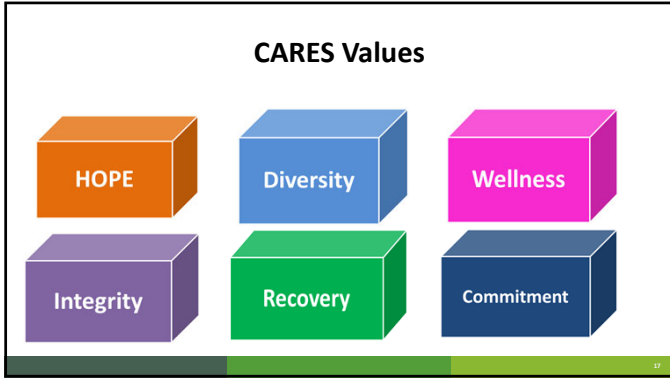 CARES Values
HOPE
Diversity
Wellness
Integrity
Recovery
Commitment
17